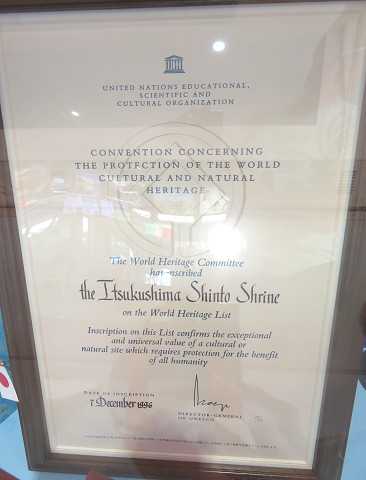 UNITED NATIONS EDUCATIONAL,
SCIENTIFIC AND
CULTURAL ORGANIZATION
CONVENTION CONCERNING
THE PROTECTION OF THE WORLD
CULTURAL AND NATURAL
HERITAGE
The World Heritage Committee
has inscribed
the Itsukushima Shinto Shrine
on the World Heritage List
Inscription on this List confirms the exceptional
and universal value of a cultural or
natural site which requires protection for the benefit
of all humanity
DATE OF INSCRIPTION
7 December 1996
DIRECTOR-GENERAL
OF UNESCO